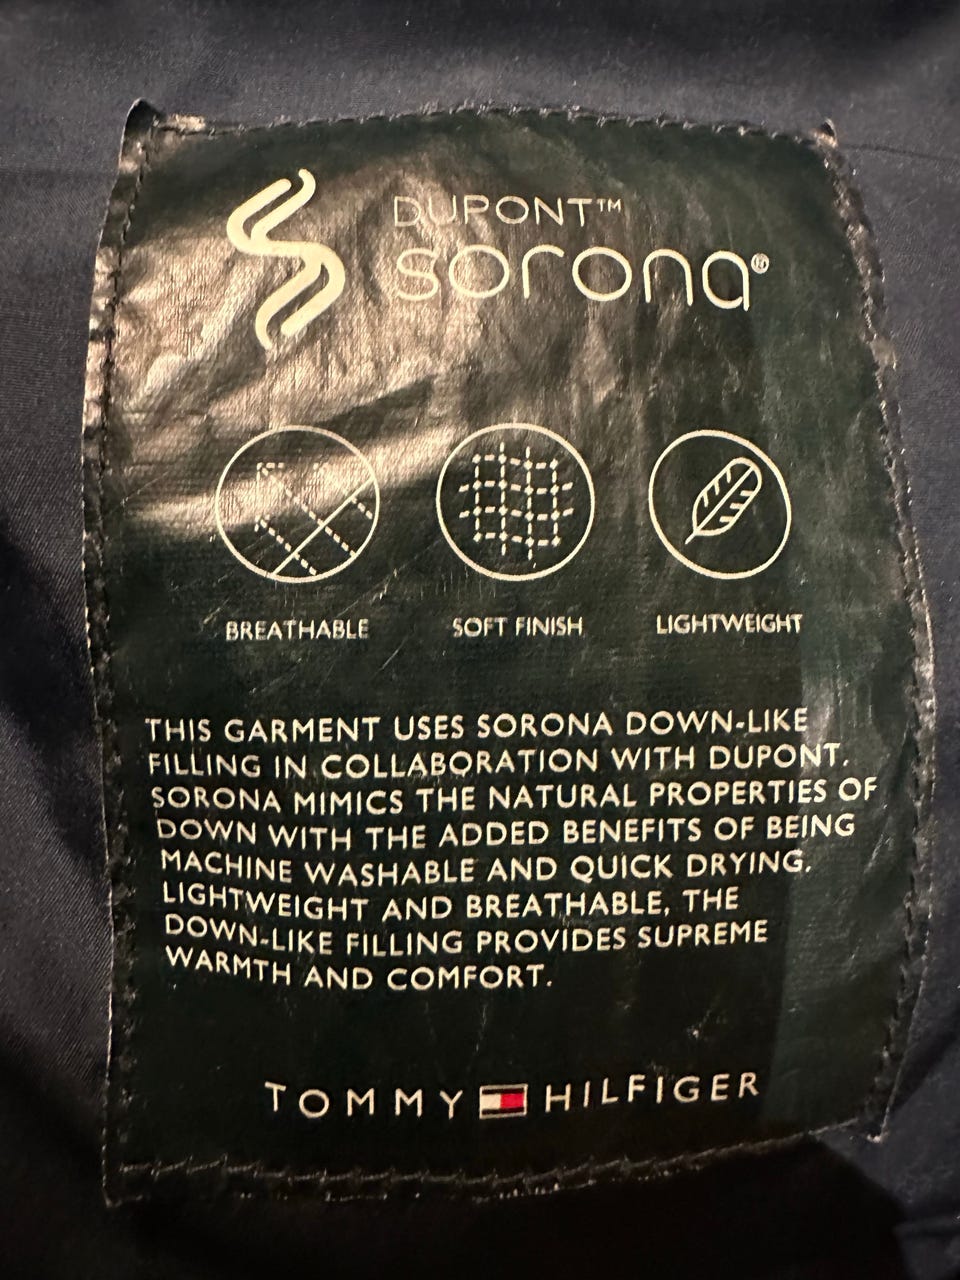 DUPONT™
sorona®
BREATHABLE SOFT FINISH LIGHTWEIGHT
THIS GARMENT USES SORONA DOWN-LIKE
FILLING IN COLLABORATION WITH DUPONT.
SORONA MIMICS THE NATURAL PROPERTIES OF
DOWN WITH THE ADDED BENEFITS OF BEING
MACHINE WASHABLE AND QUICK DRYING.
LIGHTWEIGHT AND BREATHABLE, THE
DOWN-LIKE FILLING PROVIDES SUPREME
WARMTH AND COMFORT.
TOMMY HILFIGER